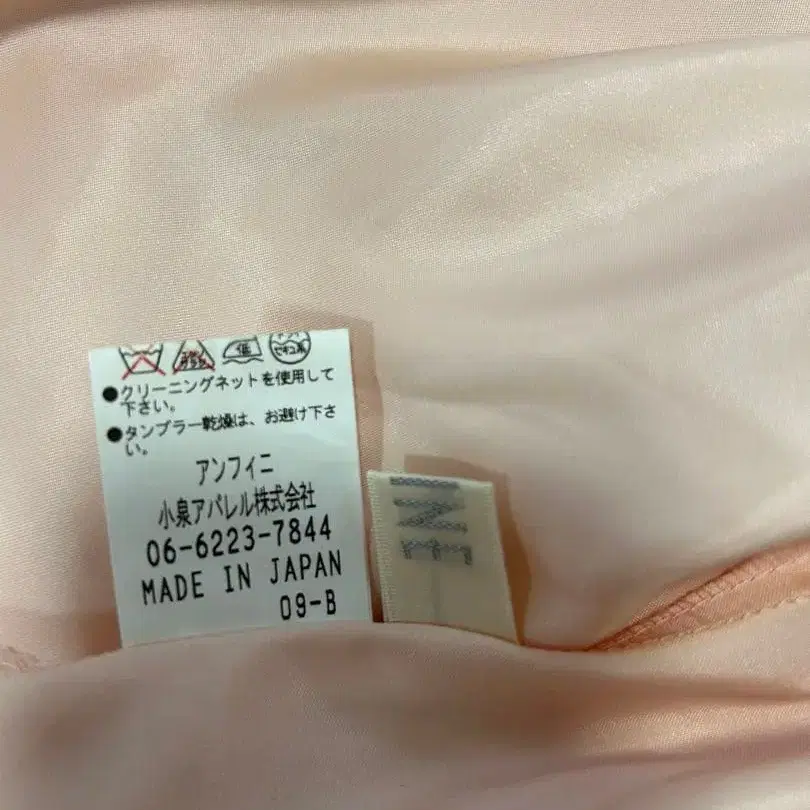 低
●クリーニングネットを使用して
下さい。
●タンブラー乾燥は、お避け下さ
い。
アンフィニ
小泉アパレル株式会社
06-6223-7844
MADE IN JAPAN
09-B